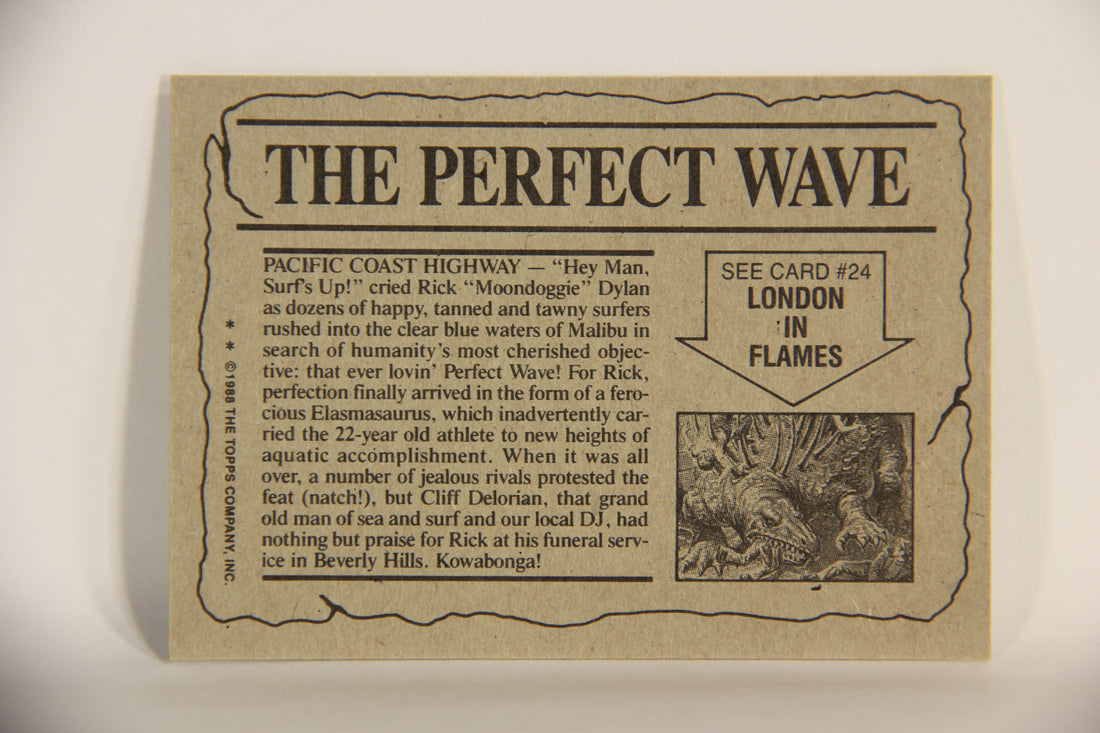 THE PERFECT WAVE
PACIFIC COAST HIGHWAY — “Hey Man,
Surf's Up!” cried Rick “Moondoggie” Dylan
as dozens of happy, tanned and tawny surfers
rushed into the clear blue waters of Malibu in
search of humanity's most cherished objec-
tive: that ever lovin' Perfect Wave! For Rick,
perfection finally arrived in the form of a fero-
cious Elasmasaurus, which inadvertently car-
ried the 22-year old athlete to new heights of
aquatic accomplishment. When it was all
over, a number of jealous rivals protested the
feat (natch!), but Cliff Delorian, that grand
old man of sea and surf and our local DJ, had
nothing but praise for Rick at his funeral serv-
ice in Beverly Hills. Kowabonga!
SEE CARD #24
LONDON
IN
FLAMES
* * ©1988 THE TOPPS COMPANY, INC.